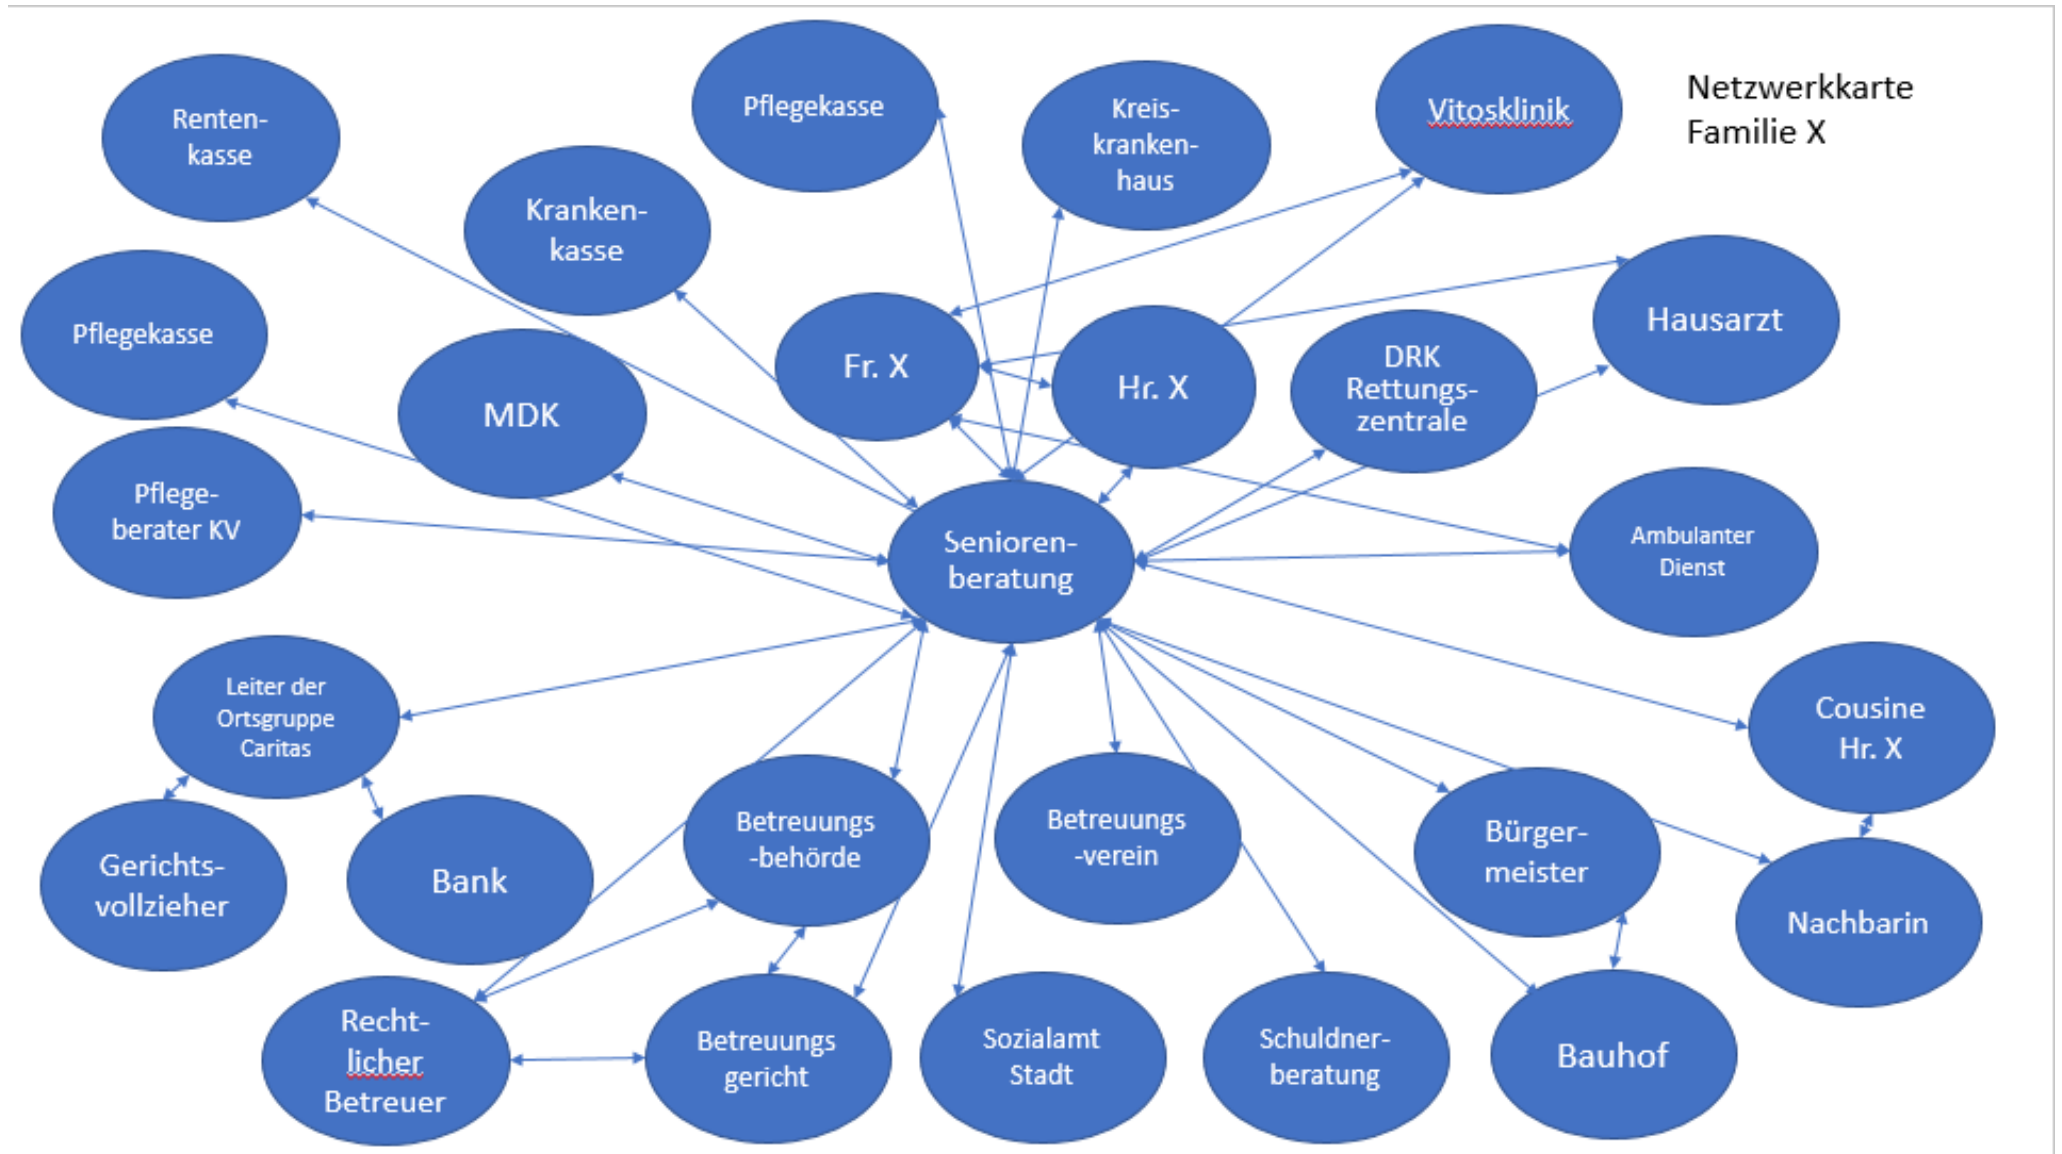 Netzwerkkarte
Familie X
Renten-
kasse
Pflegekasse
Kreis-
kranken-
haus
Vitosklinik
Kranken-
kasse
Pflegekasse
MDK
Fr. X
Hr. X
DRK
Rettungs-
zentrale
Hausarzt
Pflege-
berater KV
Senioren-
beratung
Ambulanter
Dienst
Leiter der
Ortsgruppe
Caritas
Cousine
Hr. X
Gerichts-
vollzieher
Bank
Betreuungs
-behörde
Betreuungs
-verein
Bürger-
meister
Nachbarin
Recht-
licher
Betreuer
Betreuungs
gericht
Sozialamt
Stadt
Schuldner-
beratung
Bauhof